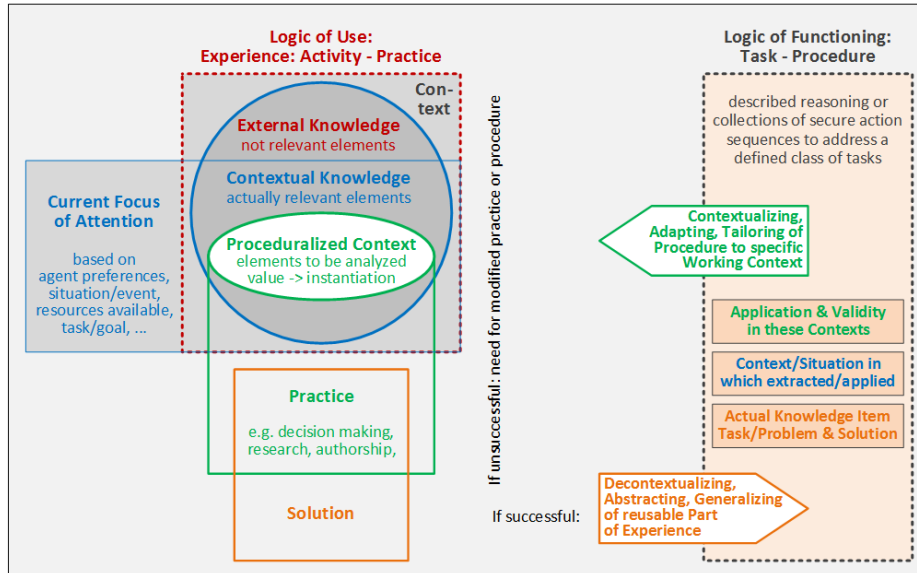 Logic of Use:
Experience: Activity - Practice
Con-
text
External Knowledge
not relevant elements
Contextual Knowledge
actually relevant elements
Current Focus
of Attention
based on
agent preferences,
situation/event,
resources available,
task/goal, ...
Proceduralized Context
elements to be analyzed
value -> instantiation
Practice
e.g. decision making,
research, authorship,
Solution
If unsuccessful: need for modified practice or procedure
If successful:
Logic of Functioning:
Task - Procedure
described reasoning or
collections of secure action
sequences to address a
defined class of tasks
Contextualizing,
Adapting, Tailoring of
Procedure to specific
Working Context
Application & Validity
in these Contexts
Context/Situation in
which extracted/applied
Actual Knowledge Item
Task/Problem & Solution
Decontextualizing,
Abstracting, Generalizing
of reusable Part
of Experience